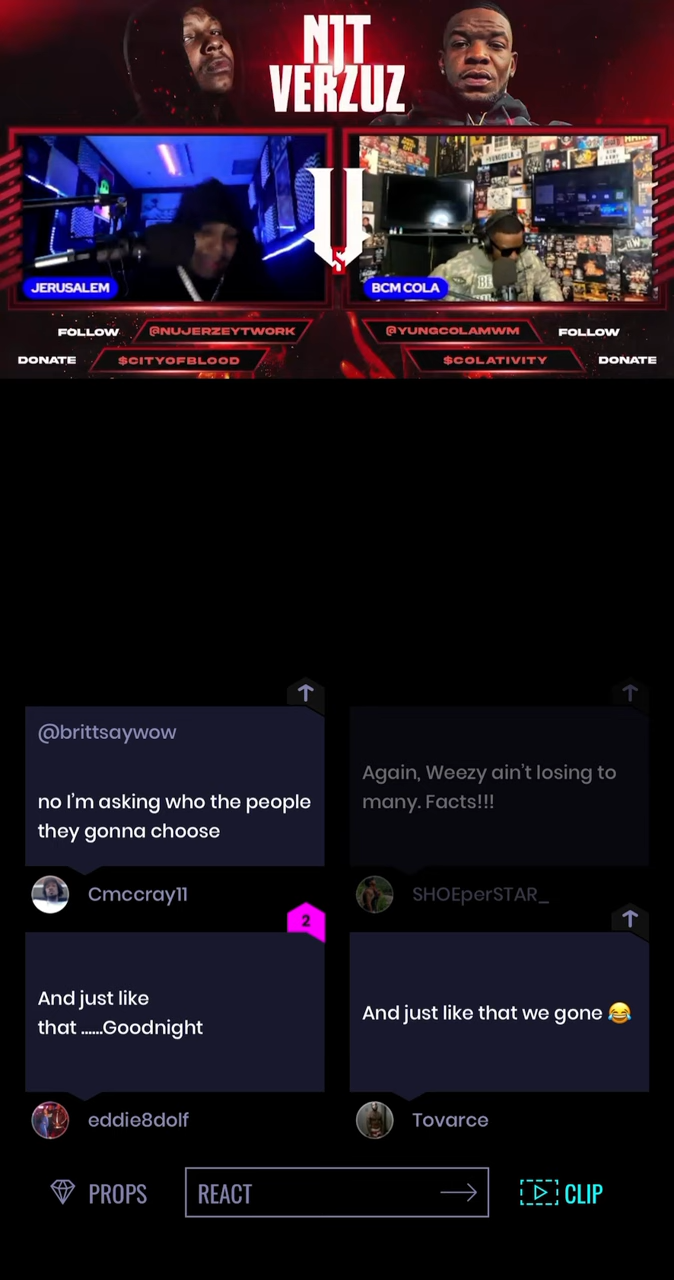 NJT
VERZUZ
JERUSALEM
BCM COLA
FOLLOW @NUJERZEYTWORK @YUNGCOLAMWM FOLLOW
DONATE $CITYOFBLOOD $COLATIVITY DONATE
@brittsaywow
no I'm asking who the people
they gonna choose
Cmccray11
Again, Weezy ain't losing to
many. Facts!!!
SHOEperSTAR_
2
And just like
that ......Goodnight
eddie8dolf
And just like that we gone 😂
Tovarce
PROPS
REACT
CLIP